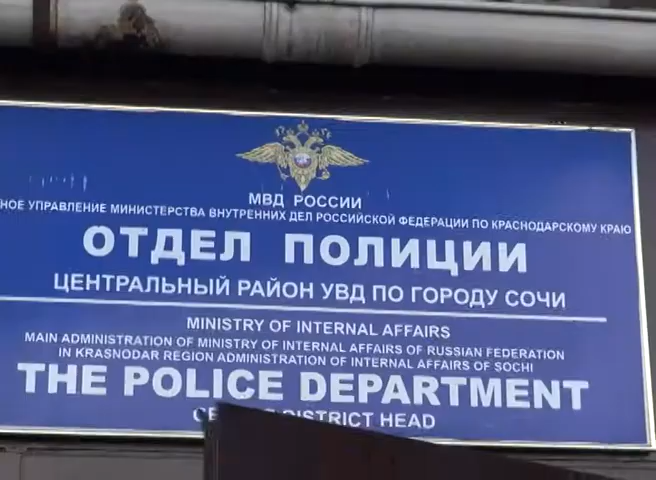 МВД РОССИИ
УПРАВЛЕНИЕ МИНИСТЕРСТВА ВНУТРЕННИХ ДЕЛ РОССИЙСКОЙ ФЕДЕРАЦИИ ПО КРАСНОДАРСКОМУ КРАЮ
ОТДЕЛ ПОЛИЦИИ
ЦЕНТРАЛЬНЫЙ РАЙОН УВД ПО ГОРОДУ СОЧИ
MINISTRY OF INTERNAL AFFAIRS
MAIN ADMINISTRATION OF MINISTRY OF INTERNAL AFFAIRS OF RUSSIAN FEDERATION
IN KRASNODAR REGION ADMINISTRATION OF INTERNAL AFFAIRS OF SOCHI
THE POLICE DEPARTMENT
DISTRICT HEAD